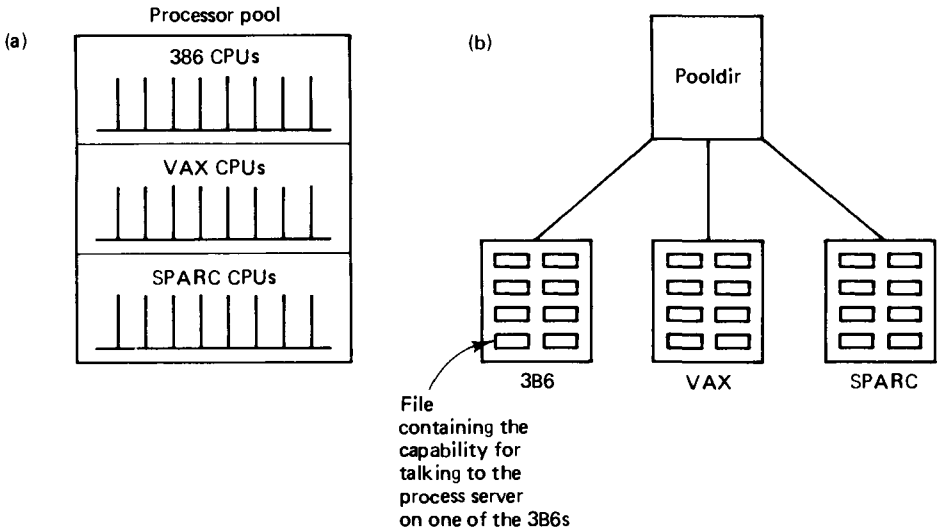 Processor pool
(a)
386 CPUs
VAX CPUs
SPARC CPUs
(b)
Pooldir
3B6
VAX
SPARC
File
containing the
capability for
talking to the
process server
on one of the 3B6s